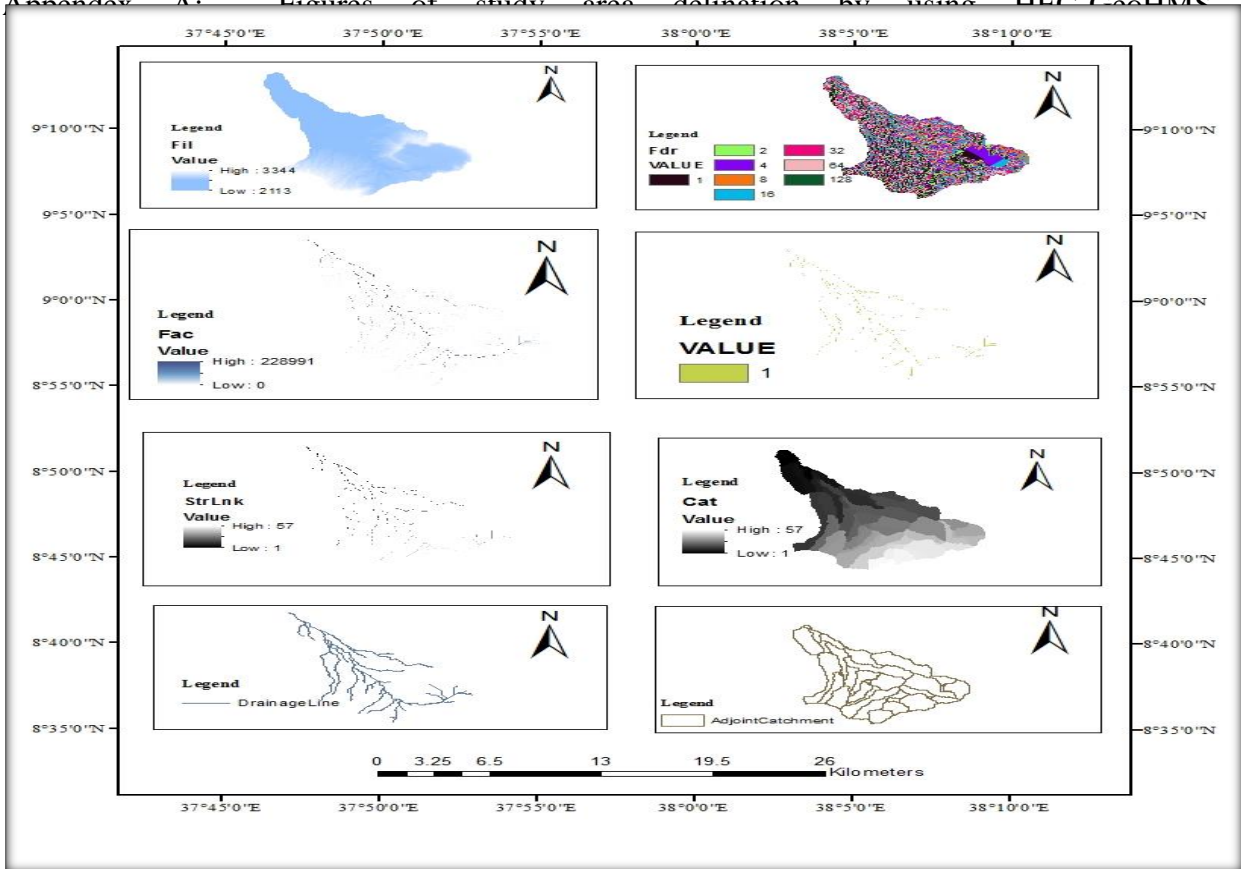 Appendex A: Figures of study area delination by using HEC-GeoHMS
37°45'0"E 37°50'0"E 37°55'0"E 38°0'0"E 38°5'0"E 38°10'0"E
9°10'0"N
9°5'0"N
9°0'0"N
8°55'0"N
8°50'0"N
8°45'0"N
8°40'0"N
8°35'0"N
N
Legend
Fil
Value
High : 3344
Low : 2113
N
Legend
Fdr
VALUE
1
2
4
8
16
32
64
128
N
Legend
Fac
Value
High : 228991
Low : 0
N
Legend
VALUE
1
N
Legend
StrLnk
Value
High : 57
Low : 1
N
Legend
Cat
Value
High : 57
Low : 1
N
Legend
DrainageLine
N
Legend
AdjointCatchment
9°10'0"N
9°5'0"N
9°0'0"N
8°55'0"N
8°50'0"N
8°45'0"N
8°40'0"N
8°35'0"N
0 3.25 6.5 13 19.5 26
Kilometers
37°45'0"E 37°50'0"E 37°55'0"E 38°0'0"E 38°5'0"E 38°10'0"E